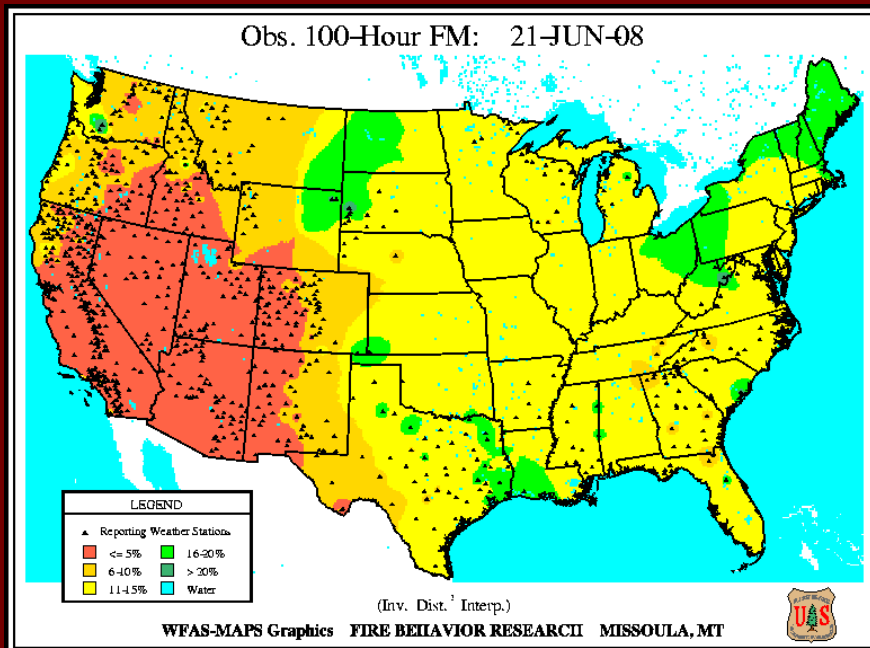 Obs. 100-Hour FM: 21-JUN-08
LEGEND
Reporting Weather Stations
<= 5%
16-20%
6-10%
> 20%
11-15%
Water
(Inv. Dist.² Interp.)
WFAS-MAPS Graphics FIRE BEHAVIOR RESEARCH MISSOULA, MT
U S